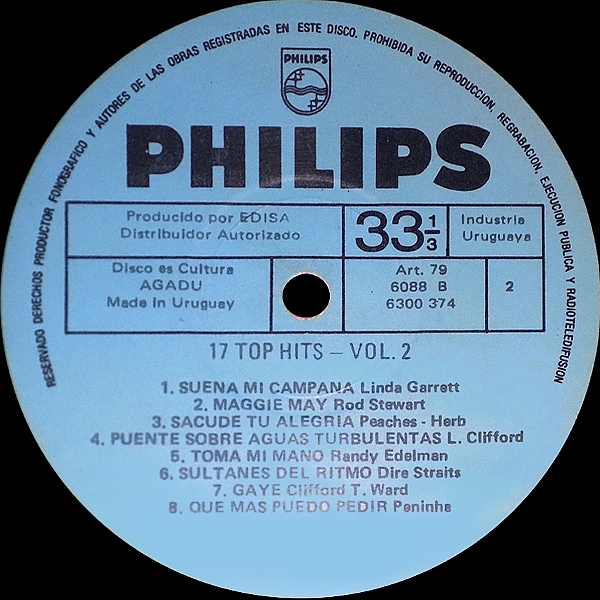 RESERVADO DERECHOS PRODUCTOR FONOGRAFICO Y AUTORES DE LAS OBRAS REGISTRADAS EN ESTE DISCO. PROHIBIDA SU REPRODUCCION, REGRABACION, EJECUCION PUBLICA Y RADIOTELEDIFUSION
PHILIPS
PHILIPS
Producido por EDISA
Distribuidor Autorizado
33 1/3
Industria
Uruguaya
Disco es Cultura
AGADU
Made In Uruguay
Art. 79
6088 B
6300 374
2
17 TOP HITS - VOL. 2
1. SUENA MI CAMPANA Linda Garrett
2. MAGGIE MAY Rod Stewart
3. SACUDE TU ALEGRIA Peaches - Herb
4. PUENTE SOBRE AGUAS TURBULENTAS L. Clifford
5. TOMA MI MANO Randy Edelman
6. SULTANES DEL RITMO Dire Straits
7. GAYE Clifford T. Ward
8. QUE MAS PUEDO PEDIR Peninha